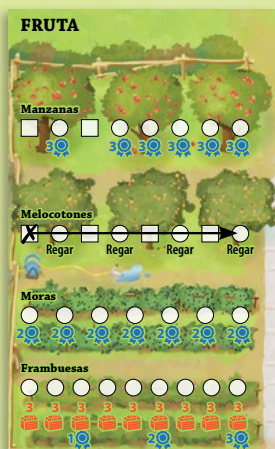 FRUTA
Manzanas
3 3 3 3 3 3
Melocotones
X
Regar Regar Regar Regar
Moras
2 2 2 2 2 2 2
Frambuesas
3 3 3 3 3 3 3 3 3
1 2 3